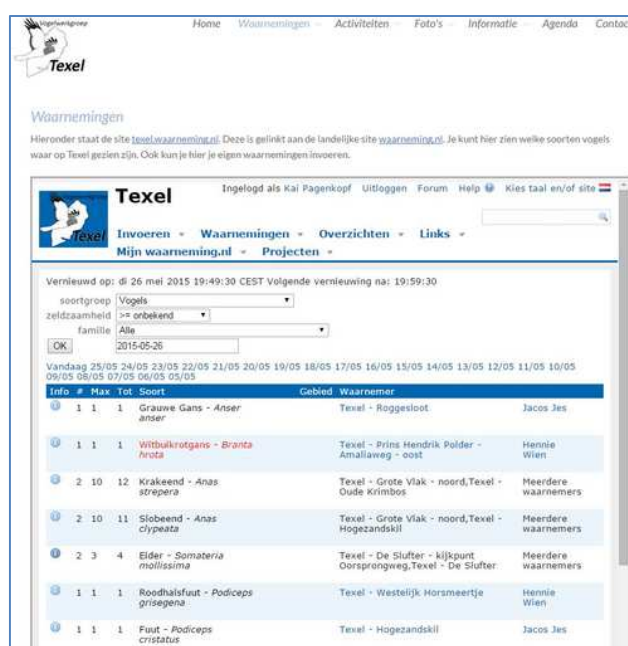 Vogelwerkgroep
Texel
Home Waarnemingen Activiteiten Foto's Informatie Agenda Contac
Waarnemingen
Hieronder staat de site texel.waarneming.nl. Deze is gelinkt aan de landelijke site waarneming.nl. Je kunt hier zien welke soorten vogels
waar op Texel gezien zijn. Ook kun je hier je eigen waarnemingen invoeren.
Texel
Texel
Ingelogd als Kai Pagenkopf Uitloggen Forum Help Kies taal en/of site
Invoeren Waarnemingen Overzichten Links
Mijn waarneming.nl Projecten
Vernieuwd op: di 26 mei 2015 19:49:30 CEST Volgende vernieuwing na: 19:59:30
soortgroep Vogels
zeldzaamheid >= onbekend
familie Alle
OK 2015-05-26
Vandaag 25/05 24/05 23/05 22/05 21/05 20/05 19/05 18/05 17/05 16/05 15/05 14/05 13/05 12/05 11/05 10/05
09/05 08/05 07/05 06/05 05/05
Info # Max Tot Soort Gebied Waarnemer
1 1 1 Grauwe Gans - Anser Texel - Roggesloot Jacos Jes
anser
1 1 1 Witbuikrotgans - Branta Texel - Prins Hendrik Polder - Hennie
hrota Amaliaweg - oost Wien
2 10 12 Krakeend - Anas Texel - Grote Vlak - noord,Texel - Meerdere
strepera Oude Krimbos waarnemers
2 10 11 Slobeend - Anas Texel - Grote Vlak - noord,Texel - Meerdere
clypeata Hogezandskil waarnemers
2 3 4 Eider - Somateria Texel - De Slufter - kijkpunt Meerdere
mollissima Oorsprongweg,Texel - De Slufter waarnemers
1 1 1 Roodhalsfuut - Podiceps Texel - Westelijk Horsmeertje Hennie
grisegena Wien
1 1 1 Fuut - Podiceps Texel - Hogezandskil Jacos Jes
cristatus